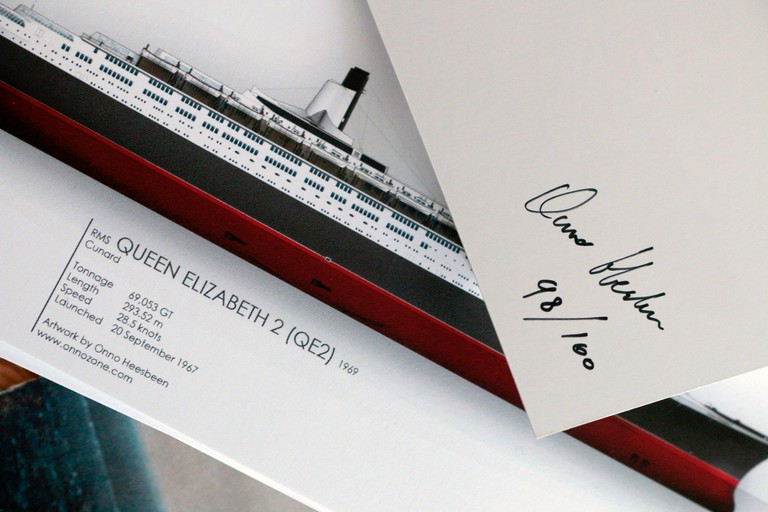 RMS QUEEN ELIZABETH 2 (QE2) 1969
Cunard
Tonnage 69.053 GT
Length 293.52 m
Speed 28.5 knots
Launched 20 September 1967
Artwork by Onno Heesbeen
www.onnozone.com
Onno Heesbeen
98/160